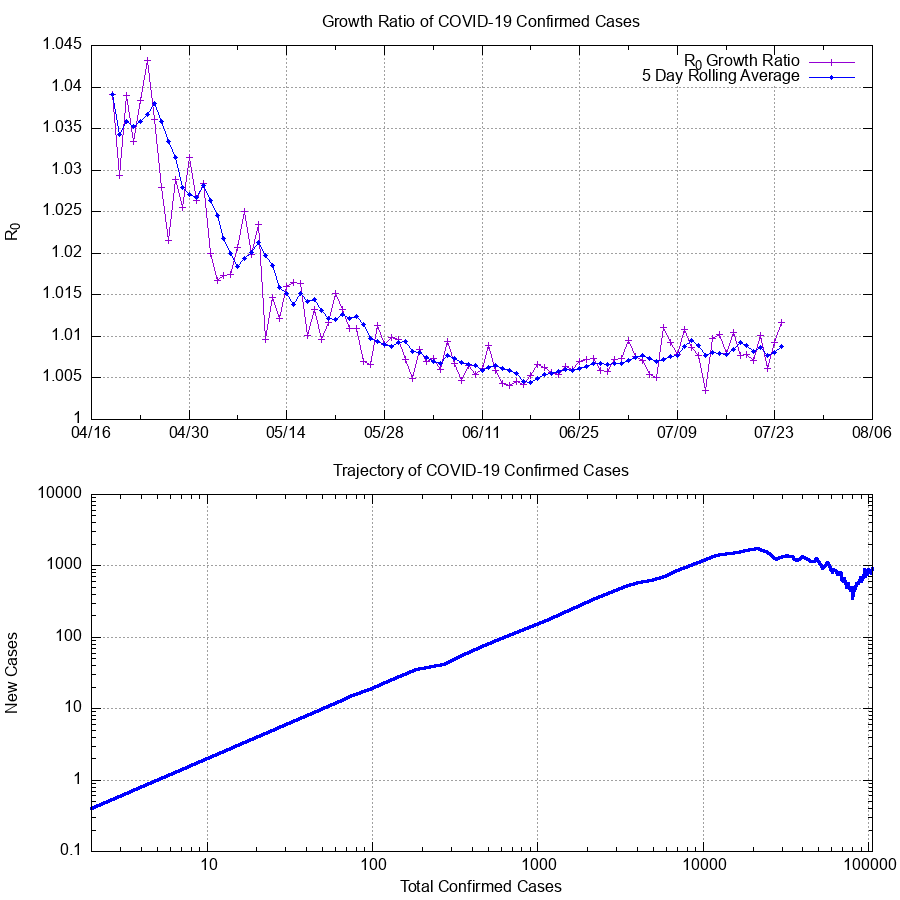 Growth Ratio of COVID-19 Confirmed Cases
1.045
1.04
1.035
1.03
1.025
1.02
1.015
1.01
1.005
1
R0
R0 Growth Ratio
5 Day Rolling Average
04/16 04/30 05/14 05/28 06/11 06/25 07/09 07/23 08/06
Trajectory of COVID-19 Confirmed Cases
10000
1000
100
10
1
0.1
New Cases
10 100 1000 10000 100000
Total Confirmed Cases